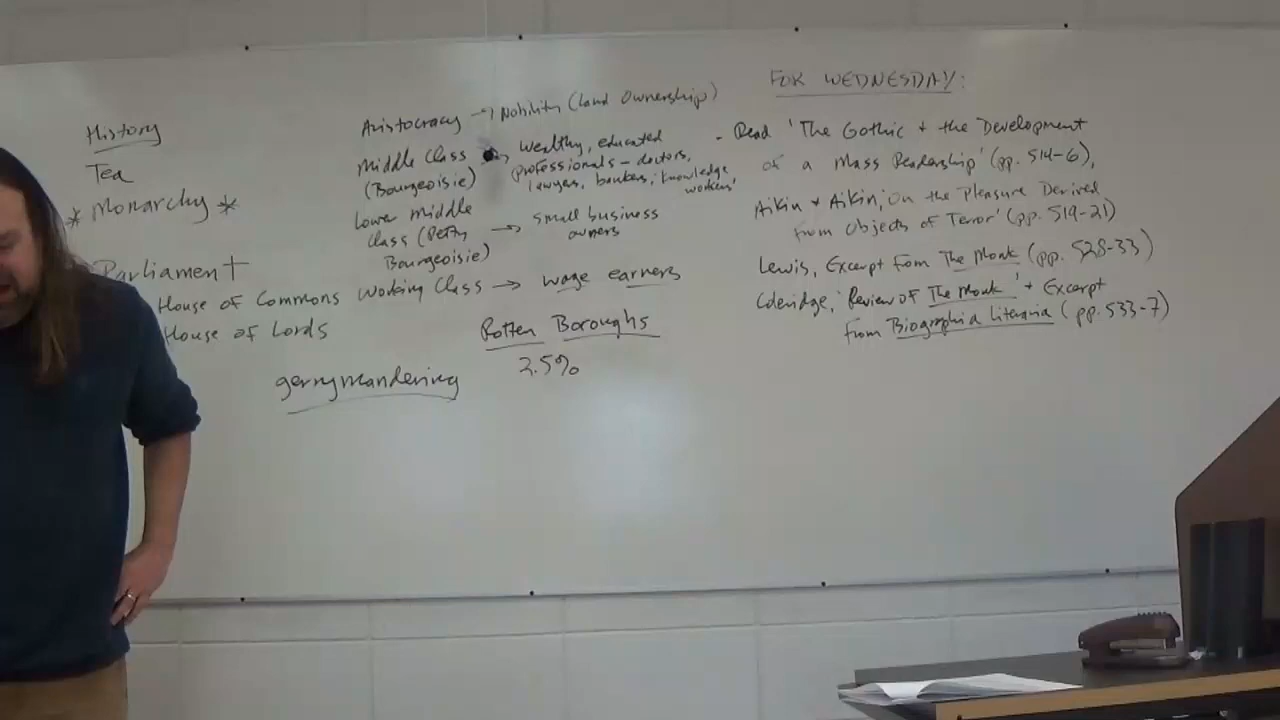 History
Tea
* Monarchy *
Parliament
House of Commons
House of Lords
gerrymandering
Aristocracy → Nobility (Land Ownership)
Middle Class → wealthy, educated
(Bourgeoisie) professionals - doctors,
lawyers, bankers, 'knowledge
workers'
Lower Middle → small business
Class (Petty owners
Bourgeoisie)
Working Class → wage earners
Rotten Boroughs
2.5%
FOR WEDNESDAY:
- Read 'The Gothic + the Development
of a Mass Readership' (pp. 514-6),
Aikin + Aikin, 'On the Pleasure Derived
from Objects of Terror' (pp. 519-21)
Lewis, Excerpt from The Monk (pp. 528-33)
Coleridge, 'Review of The Monk' + Excerpt
from Biographia Literaria (pp. 533-7)